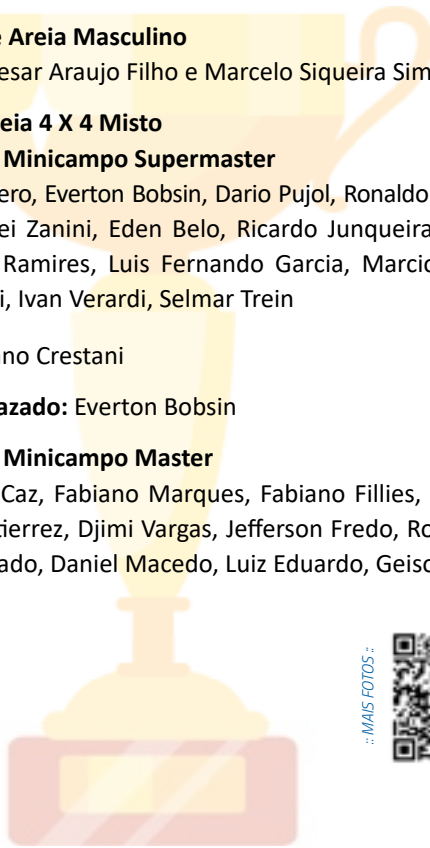 e Areia Masculino
esar Araujo Filho e Marcelo Siqueira Sim
eia 4 X 4 Misto
Minicampo Supermaster
ero, Everton Bobsin, Dario Pujol, Ronaldo
ei Zanini, Eden Belo, Ricardo Junqueira
Ramires, Luis Fernando Garcia, Marcio
i, Ivan Verardi, Selmar Trein
no Crestani
azado: Everton Bobsin
Minicampo Master
Caz, Fabiano Marques, Fabiano Fillies,
tierrez, Djimi Vargas, Jefferson Fredo, Ro
ado, Daniel Macedo, Luiz Eduardo, Geiso
:: MAIS FOTOS ::